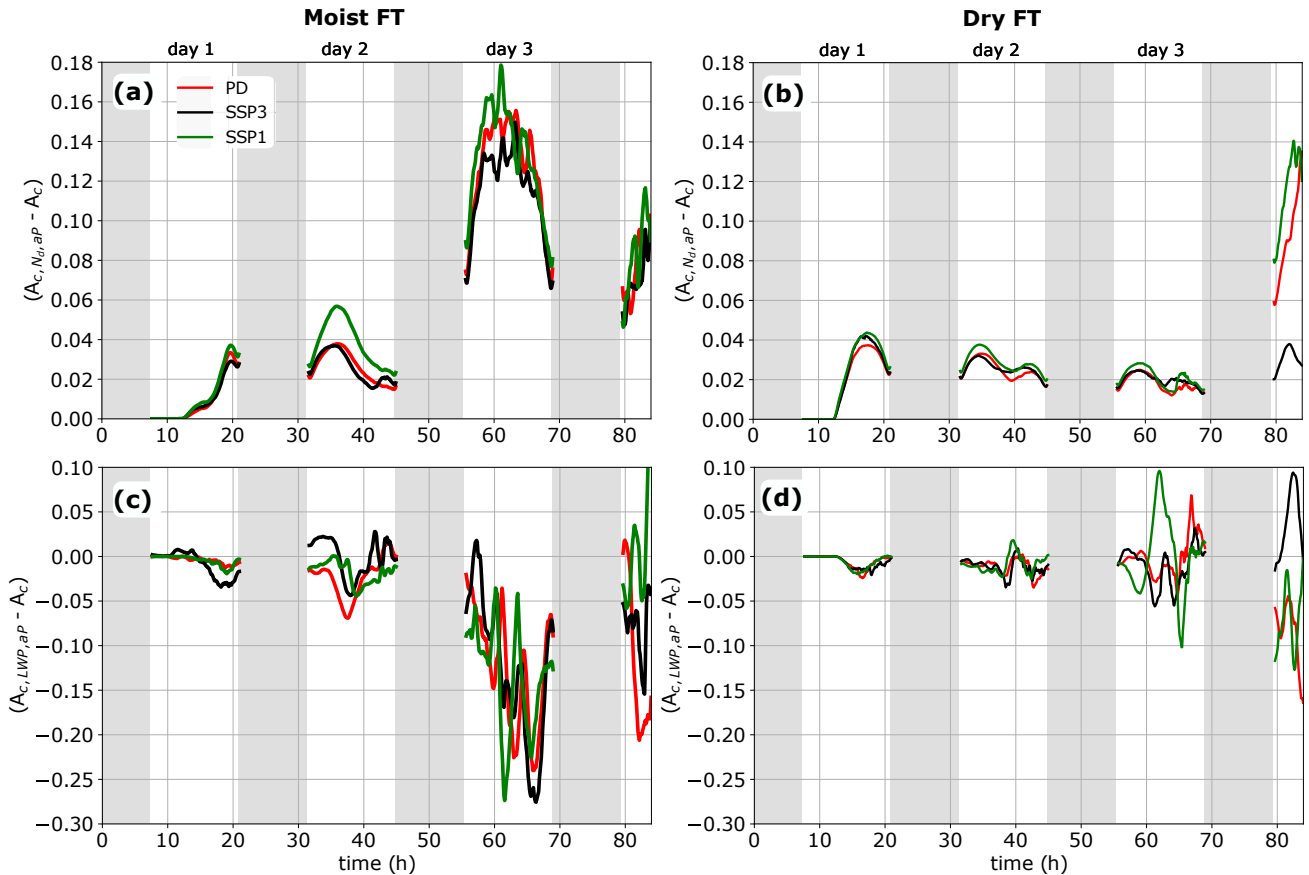 Moist FT
Dry FT
day 1
day 2
day 3
day 1
day 2
day 3
(a)
PD
SSP3
SSP1
(A_{c,N_d,aP} - A_c)
0.18
0.16
0.14
0.12
0.10
0.08
0.06
0.04
0.02
0.00
0 10 20 30 40 50 60 70 80
(b)
(A_{c,N_d,aP} - A_c)
0.18
0.16
0.14
0.12
0.10
0.08
0.06
0.04
0.02
0.00
0 10 20 30 40 50 60 70 80
(c)
(A_{c,LWP,aP} - A_c)
0.10
0.05
0.00
−0.05
−0.10
−0.15
−0.20
−0.25
−0.30
0 10 20 30 40 50 60 70 80
time (h)
(d)
(A_{c,LWP,aP} - A_c)
0.10
0.05
0.00
−0.05
−0.10
−0.15
−0.20
−0.25
−0.30
0 10 20 30 40 50 60 70 80
time (h)